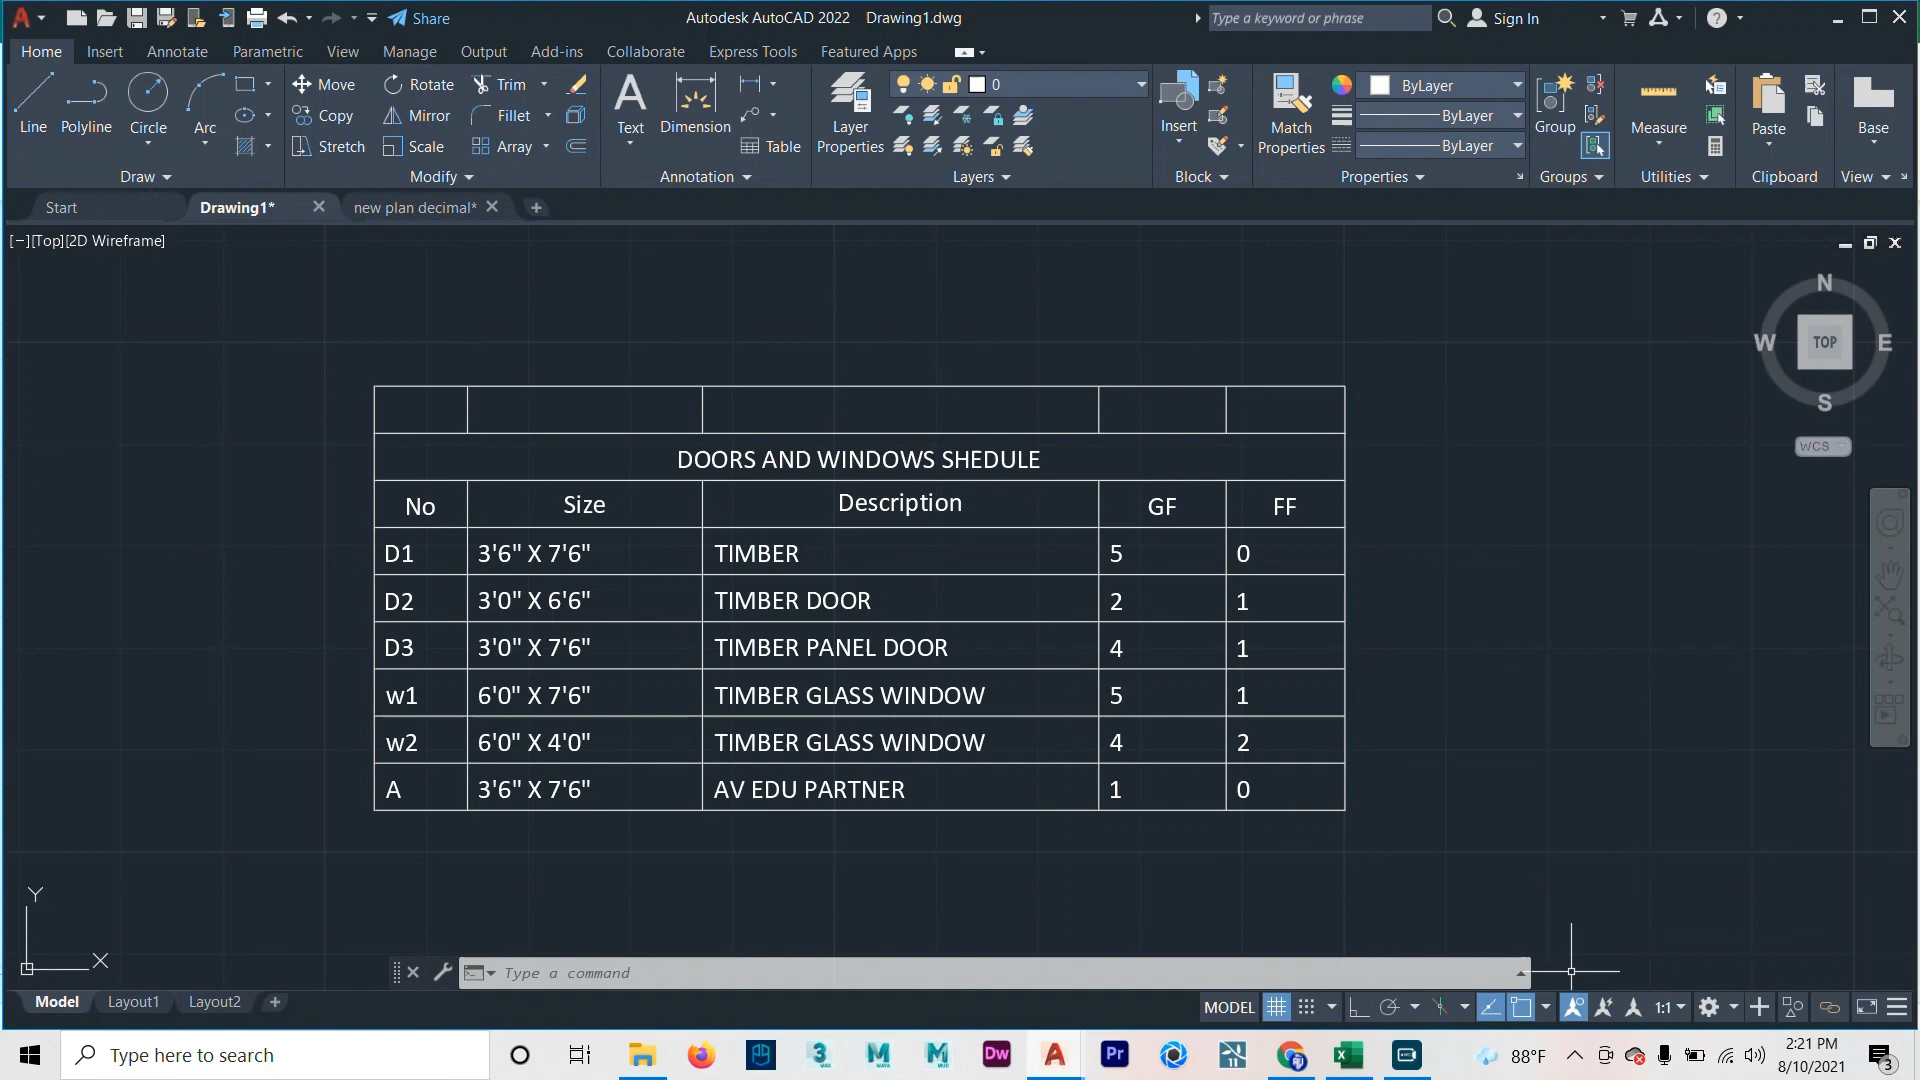 Share
Autodesk AutoCAD 2022 Drawing1.dwg
Type a keyword or phrase
Sign In
Home Insert Annotate Parametric View Manage Output Add-ins Collaborate Express Tools Featured Apps
Line Polyline Circle Arc
Move Rotate Trim
Copy Mirror Fillet
Stretch Scale Array
Text Dimension
Table
Layer
Properties
0
Insert
Match
Properties
ByLayer
ByLayer
ByLayer
Group
Measure
Paste
Base
Draw Modify Annotation Layers Block Properties Groups Utilities Clipboard View
Start Drawing1* new plan decimal*
[−][Top][2D Wireframe]
N
W TOP E
S
WCS
DOORS AND WINDOWS SHEDULE
No Size Description GF FF
D1 3'6" X 7'6" TIMBER 5 0
D2 3'0" X 6'6" TIMBER DOOR 2 1
D3 3'0" X 7'6" TIMBER PANEL DOOR 4 1
w1 6'0" X 7'6" TIMBER GLASS WINDOW 5 1
w2 6'0" X 4'0" TIMBER GLASS WINDOW 4 2
A 3'6" X 7'6" AV EDU PARTNER 1 0
Y
X
Type a command
Model Layout1 Layout2
MODEL
1:1
Type here to search
Dw
Pr
88°F
2:21 PM
8/10/2021
3